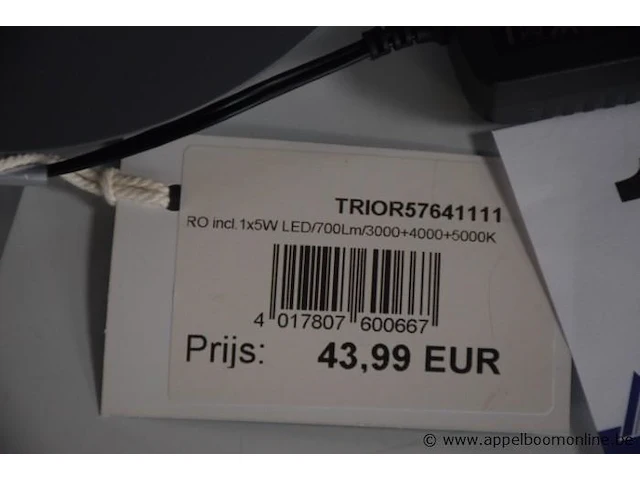 TRIOR57641111
RO incl.1x5W LED/700Lm/3000+4000+5000K
4 017807 600667
Prijs: 43,99 EUR
© www.appelboomonline.be